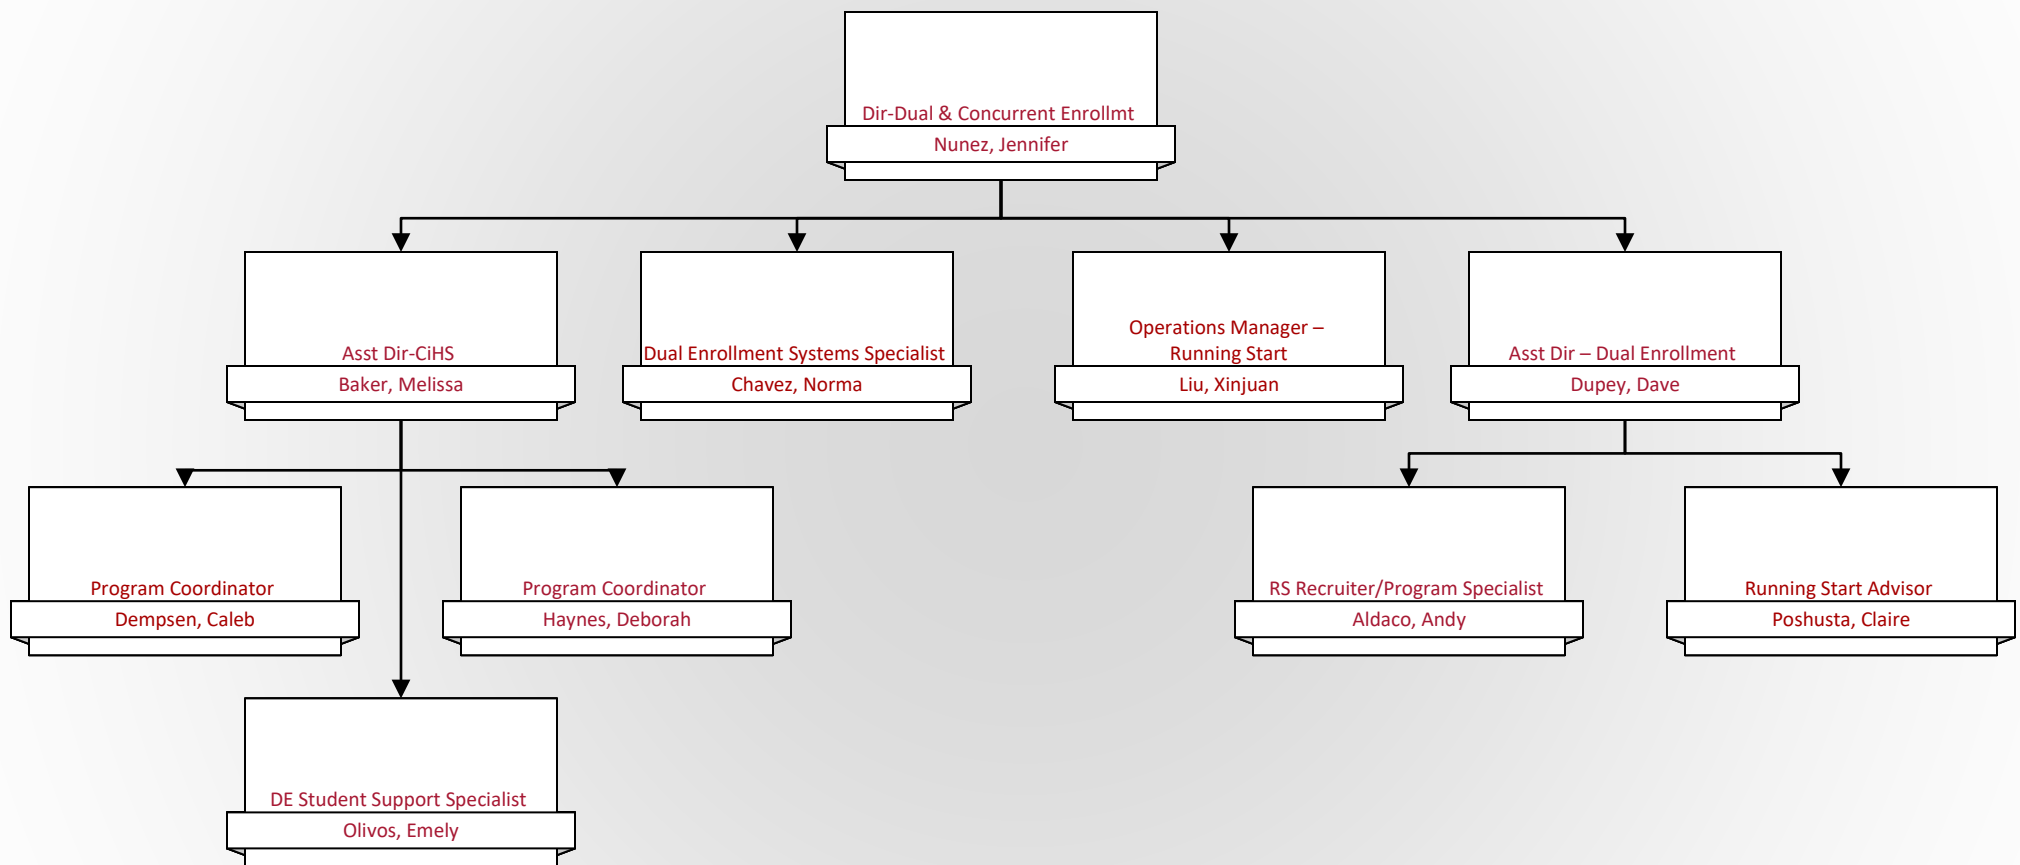 Dir-Dual & Concurrent Enrollmt
Nunez, Jennifer
Asst Dir-CiHS
Baker, Melissa
Dual Enrollment Systems Specialist
Chavez, Norma
Operations Manager –
Running Start
Liu, Xinjuan
Asst Dir – Dual Enrollment
Dupey, Dave
Program Coordinator
Dempsen, Caleb
Program Coordinator
Haynes, Deborah
RS Recruiter/Program Specialist
Aldaco, Andy
Running Start Advisor
Poshusta, Claire
DE Student Support Specialist
Olivos, Emely